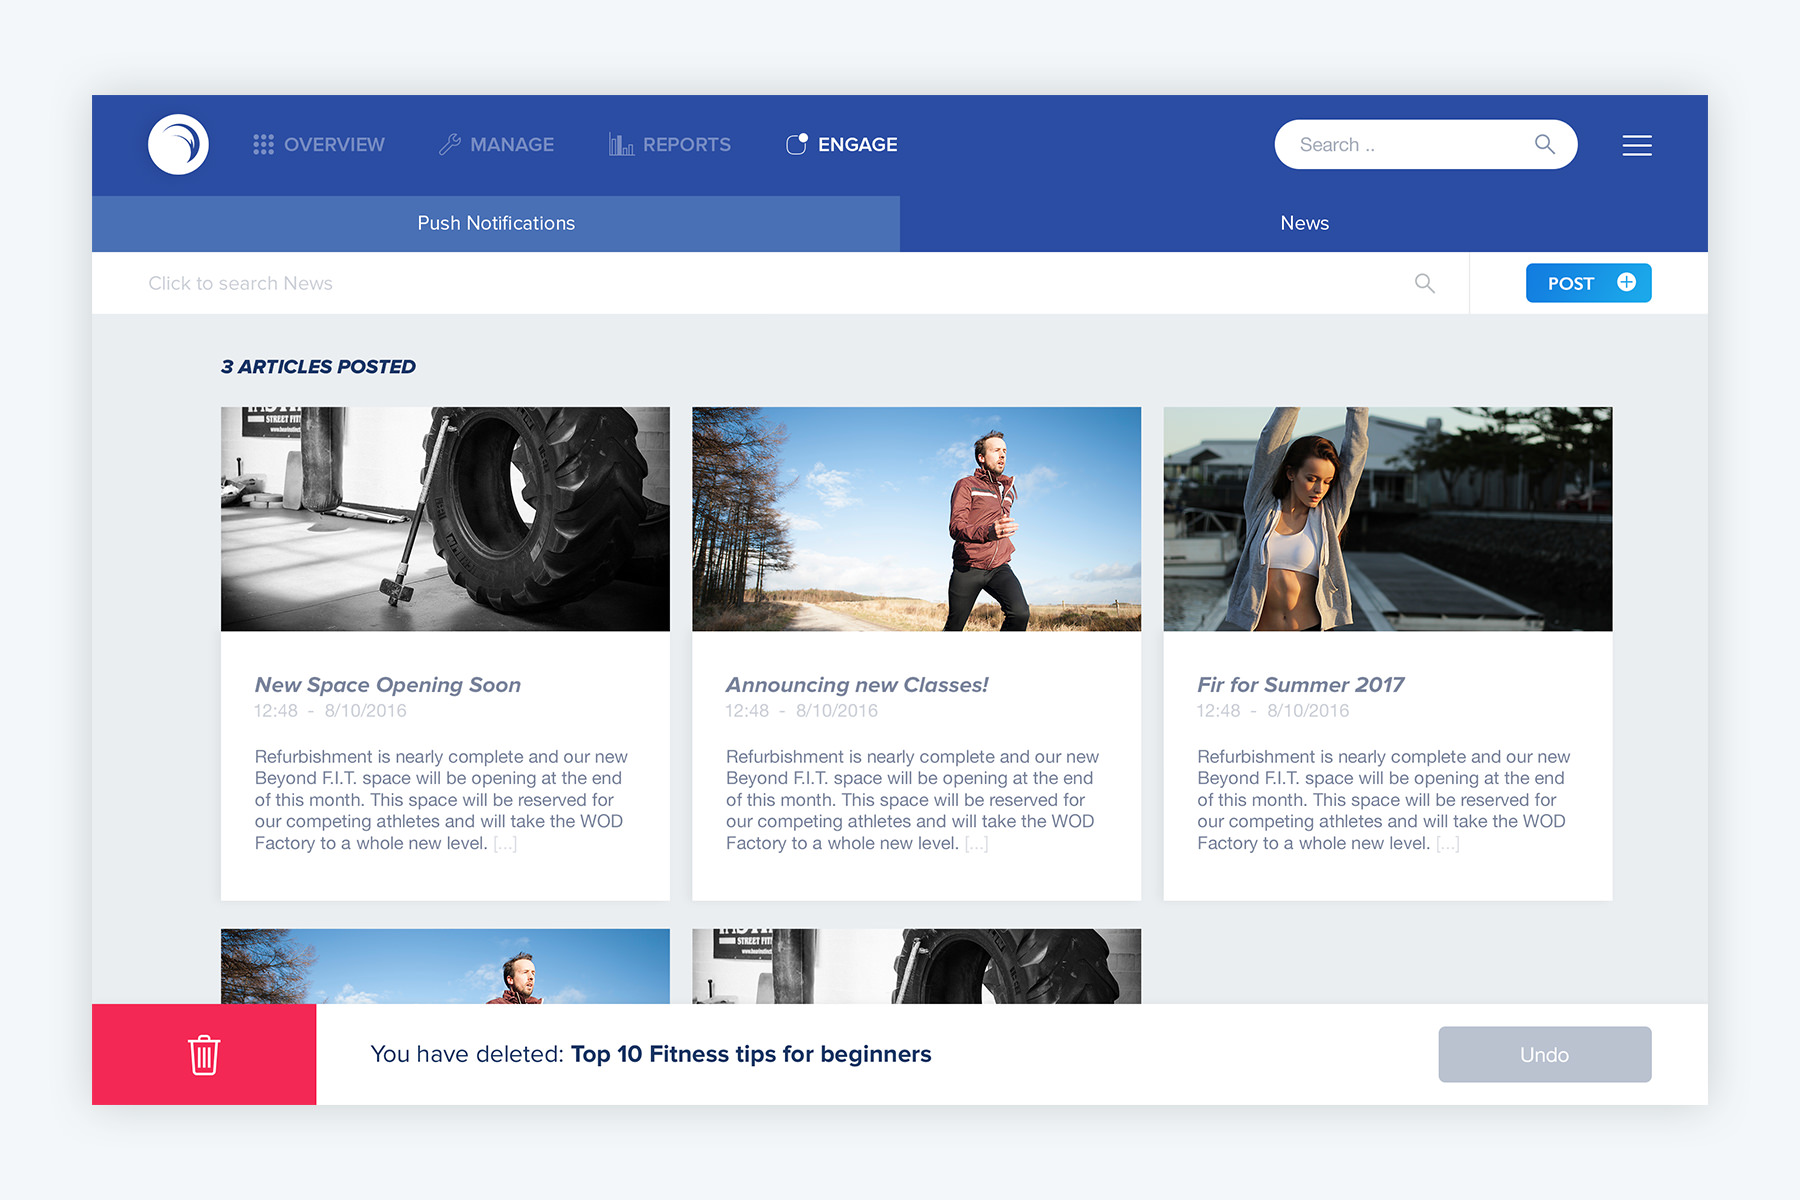 OVERVIEW
MANAGE
REPORTS
ENGAGE
Search ..
Push Notifications
News
Click to search News
POST
3 ARTICLES POSTED
STREET FIT
New Space Opening Soon
12:48 - 8/10/2016
Refurbishment is nearly complete and our new
Beyond F.I.T. space will be opening at the end
of this month. This space will be reserved for
our competing athletes and will take the WOD
Factory to a whole new level. [...]
Announcing new Classes!
12:48 - 8/10/2016
Refurbishment is nearly complete and our new
Beyond F.I.T. space will be opening at the end
of this month. This space will be reserved for
our competing athletes and will take the WOD
Factory to a whole new level. [...]
Fir for Summer 2017
12:48 - 8/10/2016
Refurbishment is nearly complete and our new
Beyond F.I.T. space will be opening at the end
of this month. This space will be reserved for
our competing athletes and will take the WOD
Factory to a whole new level. [...]
STREET FIT
You have deleted: Top 10 Fitness tips for beginners
Undo